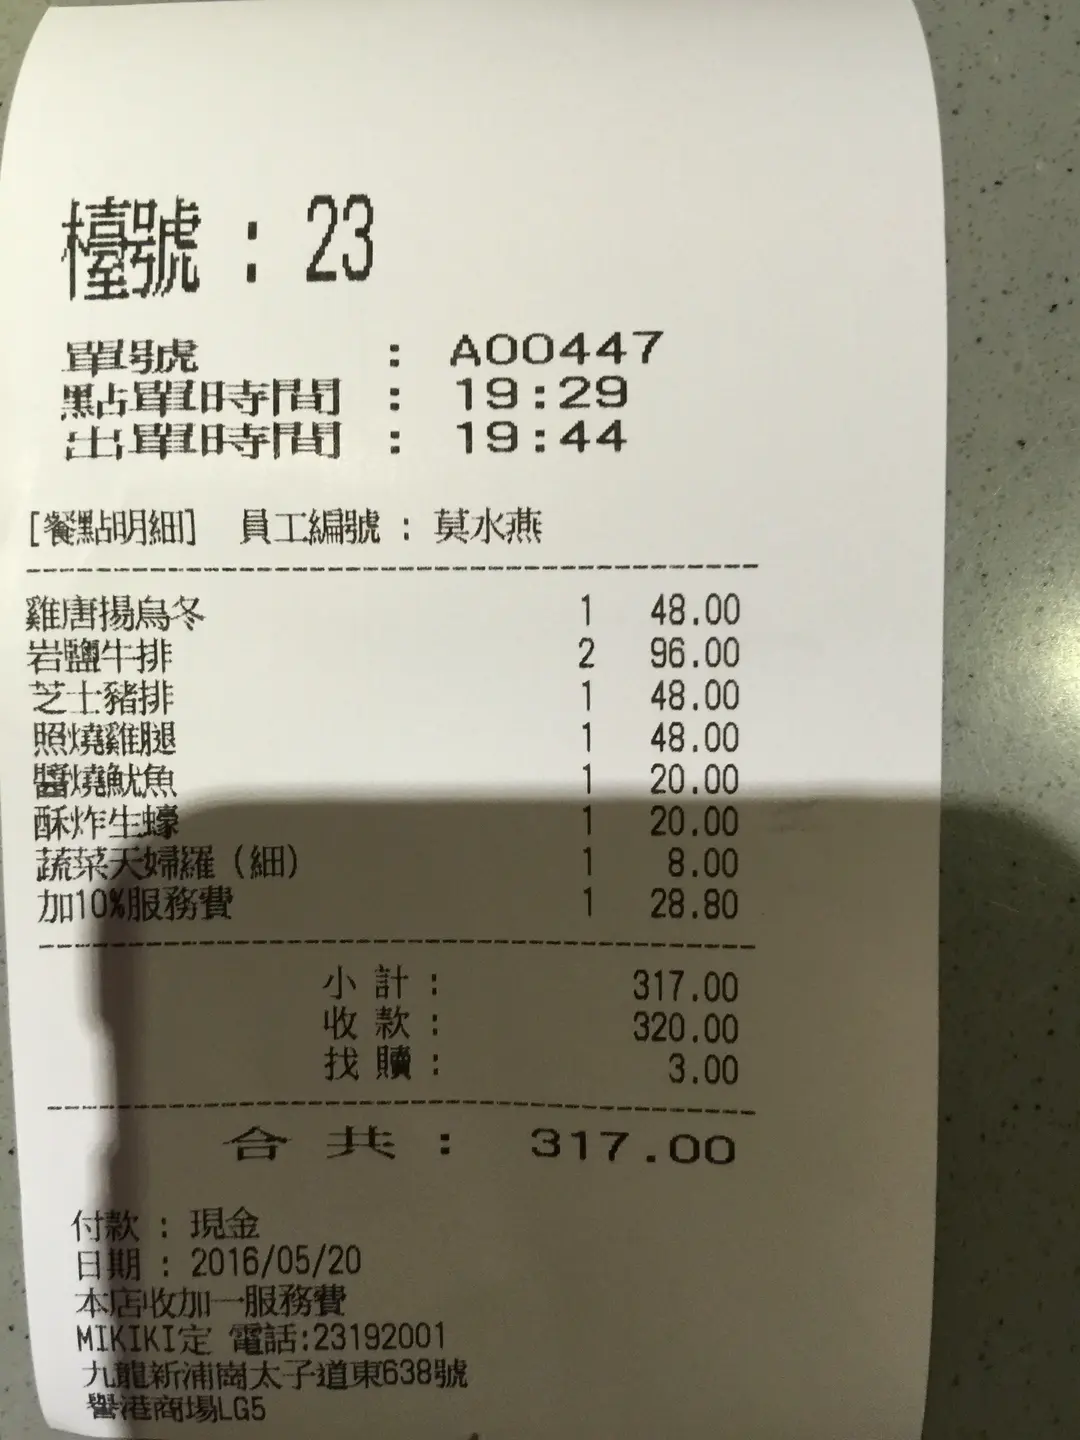 檯號 : 23
單號 : A00447
點單時間 : 19:29
出單時間 : 19:44
[餐點明細] 員工編號 : 莫水燕
雞唐揚烏冬 1 48.00
岩鹽牛排 2 96.00
芝士豬排 1 48.00
照燒雞腿 1 48.00
醬燒魷魚 1 20.00
酥炸生蠔 1 20.00
蔬菜天婦羅(細) 1 8.00
加10%服務費 1 28.80
小計: 317.00
收款: 320.00
找贖: 3.00
合共: 317.00
付款 : 現金
日期 : 2016/05/20
本店收加一服務費
MIKIKI定 電話:23192001
九龍新浦崗太子道東638號
譽港商場LG5